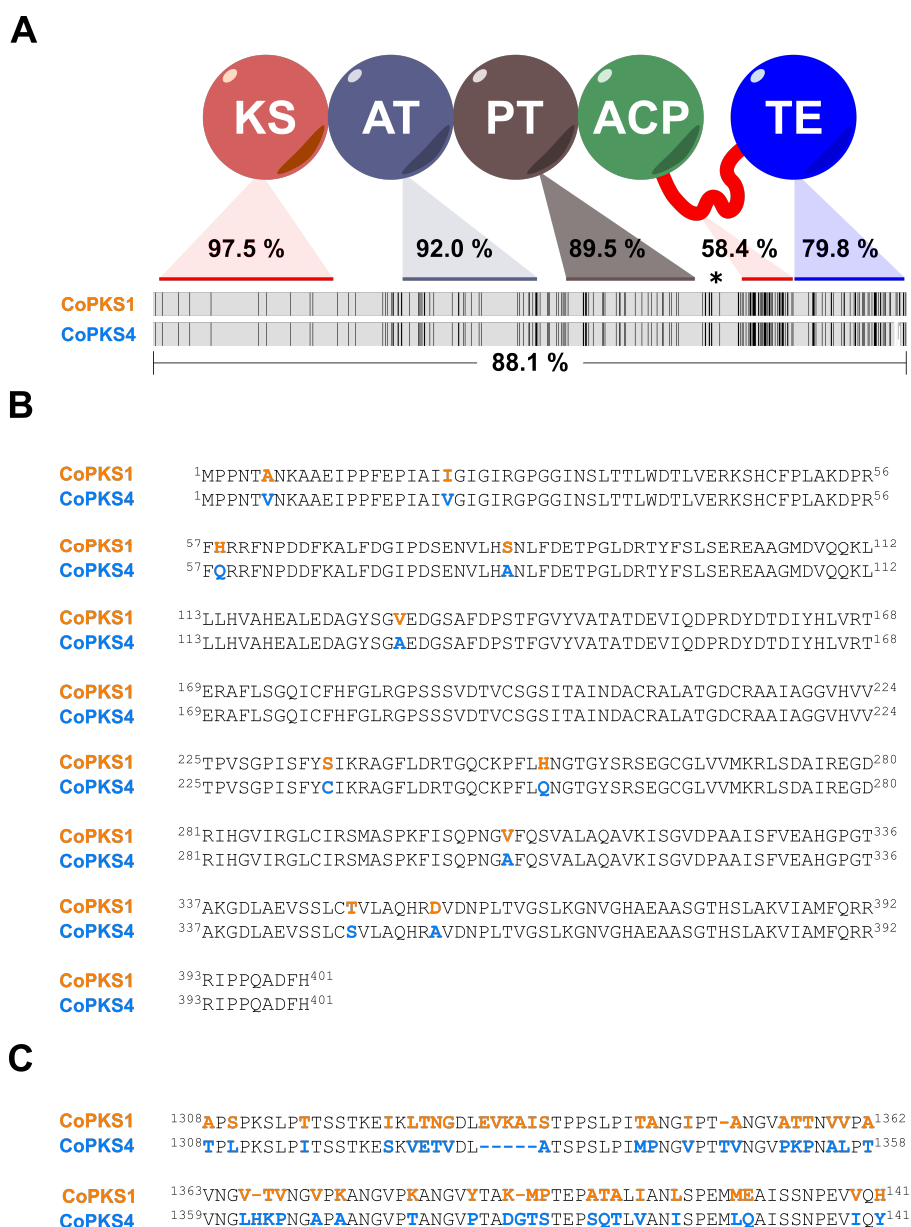 A
KS AT PT ACP TE
97.5 % 92.0 % 89.5 % 58.4 % 79.8 %
*
CoPKS1
CoPKS4
88.1 %
B
CoPKS1 1MPPNTANKAAEIPPFEPIAIIGIGIRGPGGINSLTTLWDTLVERKSHCFPLAKDPR56
CoPKS4 1MPPNTVNKAAEIPPFEPIAIVGIGIRGPGGINSLTTLWDTLVERKSHCFPLAKDPR56
CoPKS1 57FHRRFNPDDFKALFDGIPDSENVLHSNLFDETPGLDRTYFSLSEREAAGMDVQQKL112
CoPKS4 57FQRRFNPDDFKALFDGIPDSENVLHANLFDETPGLDRTYFSLSEREAAGMDVQQKL112
CoPKS1 113LLHVAHEALEDAGYSGVEDGSAFDPSTFGVYVATATDEVIQDPRDYDTDIYHLVRT168
CoPKS4 113LLHVAHEALEDAGYSGAEDGSAFDPSTFGVYVATATDEVIQDPRDYDTDIYHLVRT168
CoPKS1 169ERAFLSGQICFHFGLRGPSSSVDTVCSGSITAINDACRALATGDCRAAIAGGVHVV224
CoPKS4 169ERAFLSGQICFHFGLRGPSSSVDTVCSGSITAINDACRALATGDCRAAIAGGVHVV224
CoPKS1 225TPVSGPISFYSIKRAGFLDRTGQCKPFLHNGTGYSRSEGCGLVVMKRLSDAIREGD280
CoPKS4 225TPVSGPISFYCIKRAGFLDRTGQCKPFLQNGTGYSRSEGCGLVVMKRLSDAIREGD280
CoPKS1 281RIHGVIRGLCIRSMASPKFISQPNGVFQSVALAQAVKISGVDPAAISFVEAHGPGT336
CoPKS4 281RIHGVIRGLCIRSMASPKFISQPNGAFQSVALAQAVKISGVDPAAISFVEAHGPGT336
CoPKS1 337AKGDLAEVSSLCTVLAQHRDVDNPLTVGSLKGNVGHAEAASGTHSLAKVIAMFQRR392
CoPKS4 337AKGDLAEVSSLCSVLAQHRAVDNPLTVGSLKGNVGHAEAASGTHSLAKVIAMFQRR392
CoPKS1 393RIPPQADFH401
CoPKS4 393RIPPQADFH401
C
CoPKS1 1308APSPKSLPTTSSTKEIKLTNGDLEVKAISTPPSLPITANGIPT-ANGVATTNVVPA1362
CoPKS4 1308TPLPKSLPITSSTKESKVETVDL-----ATSPSLPIMPNGVPTTVNGVPKPNALPT1358
CoPKS1 1363VNGV-TVNGVPKANGVPKANGVYTAK-MPTEPATALIANLSPEMMEAISSNPEVVQH141
CoPKS4 1359VNGLHKPNGAPAANGVPTANGVPTADGTSTEPSQTLVANISPEMLQAISSNPEVIQY141